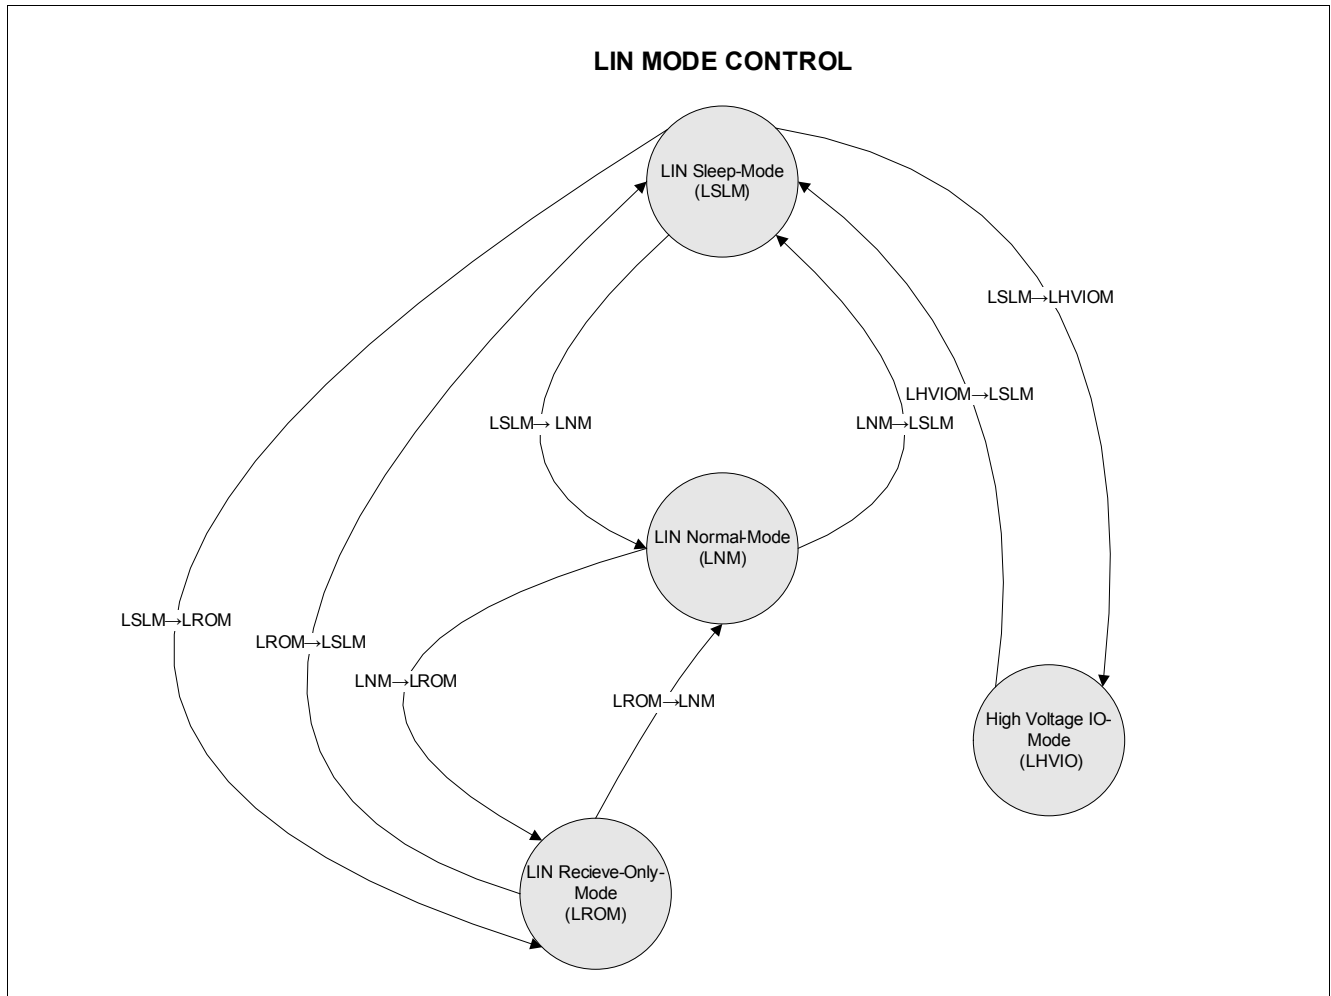 LIN MODE CONTROL
LIN Sleep-Mode
(LSLM)
LSLM→LHVIOM
LHVIOM→LSLM
LSLM→ LNM
LNM→LSLM
LIN Normal-Mode
(LNM)
LSLM→LROM
LROM→LSLM
LNM→LROM
LROM→LNM
High Voltage IO-
Mode
(LHVIO)
LIN Recieve-Only-
Mode
(LROM)